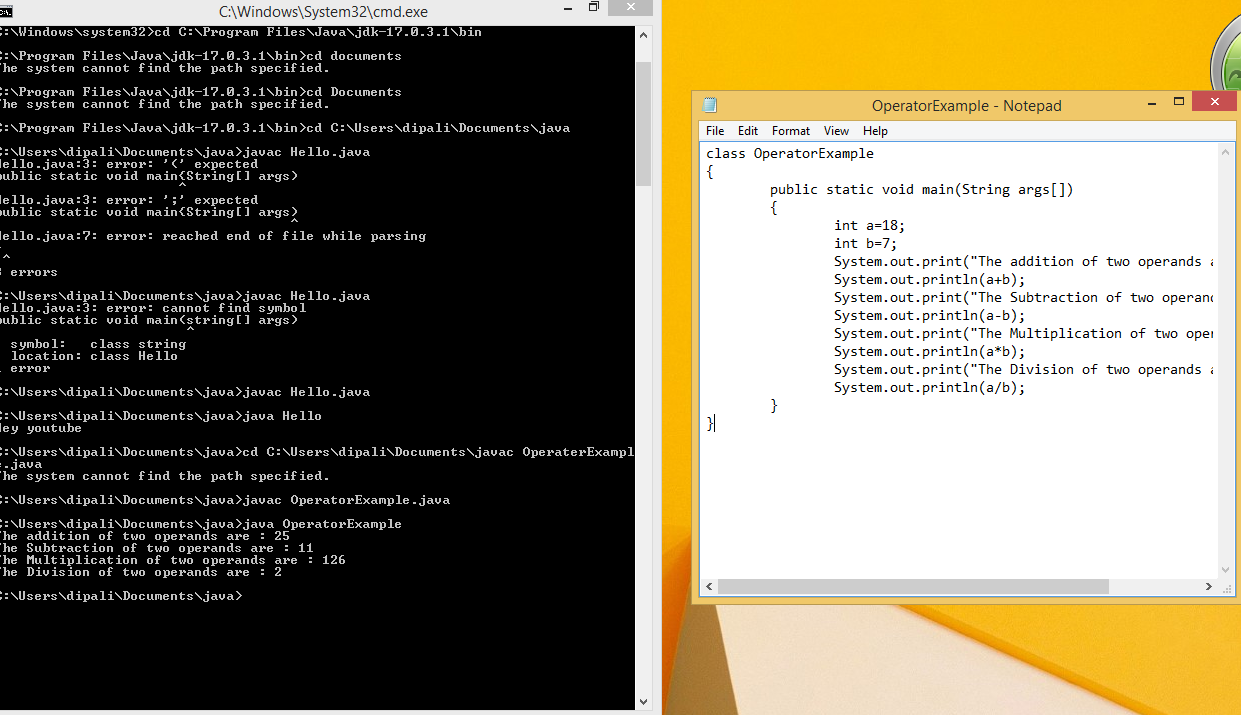 C:\Windows\System32\cmd.exe
C:\Windows\system32>cd C:\Program Files\Java\jdk-17.0.3.1\bin
C:\Program Files\Java\jdk-17.0.3.1\bin>cd documents
The system cannot find the path specified.
C:\Program Files\Java\jdk-17.0.3.1\bin>cd Documents
The system cannot find the path specified.
C:\Program Files\Java\jdk-17.0.3.1\bin>cd C:\Users\dipali\Documents\java
C:\Users\dipali\Documents\java>javac Hello.java
Hello.java:3: error: '(' expected
public static void main{String[] args)
^
Hello.java:3: error: ';' expected
public static void main{String[] args)
^
Hello.java:7: error: reached end of file while parsing
^
3 errors
C:\Users\dipali\Documents\java>javac Hello.java
Hello.java:3: error: cannot find symbol
public static void main(string[] args)
^
symbol:   class string
location: class Hello
1 error
C:\Users\dipali\Documents\java>javac Hello.java
C:\Users\dipali\Documents\java>java Hello
Hey youtube
C:\Users\dipali\Documents\java>cd C:\Users\dipali\Documents\javac OperaterExampl
e.java
The system cannot find the path specified.
C:\Users\dipali\Documents\java>javac OperatorExample.java
C:\Users\dipali\Documents\java>java OperatorExample
The addition of two operands are : 25
The Subtraction of two operands are : 11
The Multiplication of two operands are : 126
The Division of two operands are : 2
C:\Users\dipali\Documents\java>
OperatorExample - Notepad
File Edit Format View Help
class OperatorExample
{
public static void main(String args[])
{
int a=18;
int b=7;
System.out.print("The addition of two operands a
System.out.println(a+b);
System.out.print("The Subtraction of two operand
System.out.println(a-b);
System.out.print("The Multiplication of two oper
System.out.println(a*b);
System.out.print("The Division of two operands a
System.out.println(a/b);
}
}